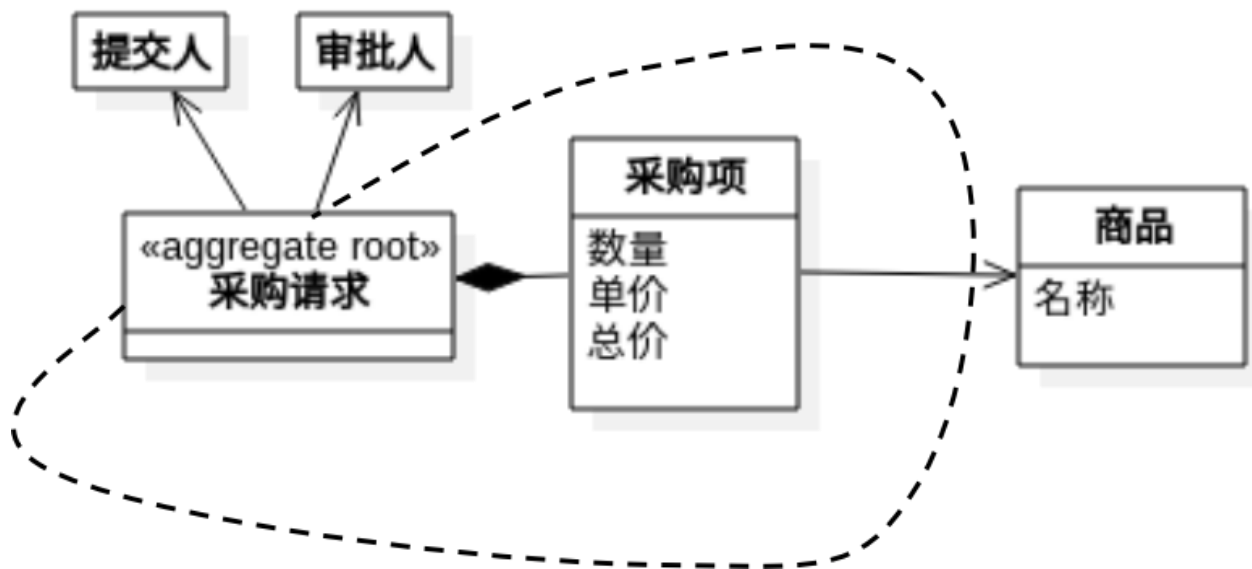 提交人
审批人
«aggregate root»
采购请求
采购项
数量
单价
总价
商品
名称